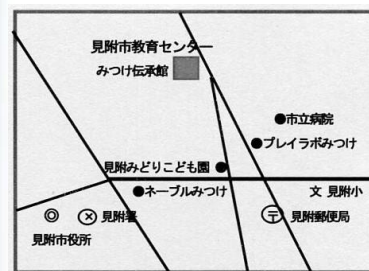 見附市教育センター
みつけ伝承館
市立病院
プレイラボみつけ
見附みどりこども園
ネーブルみつけ
文 見附小
見附署
見附郵便局
見附市役所